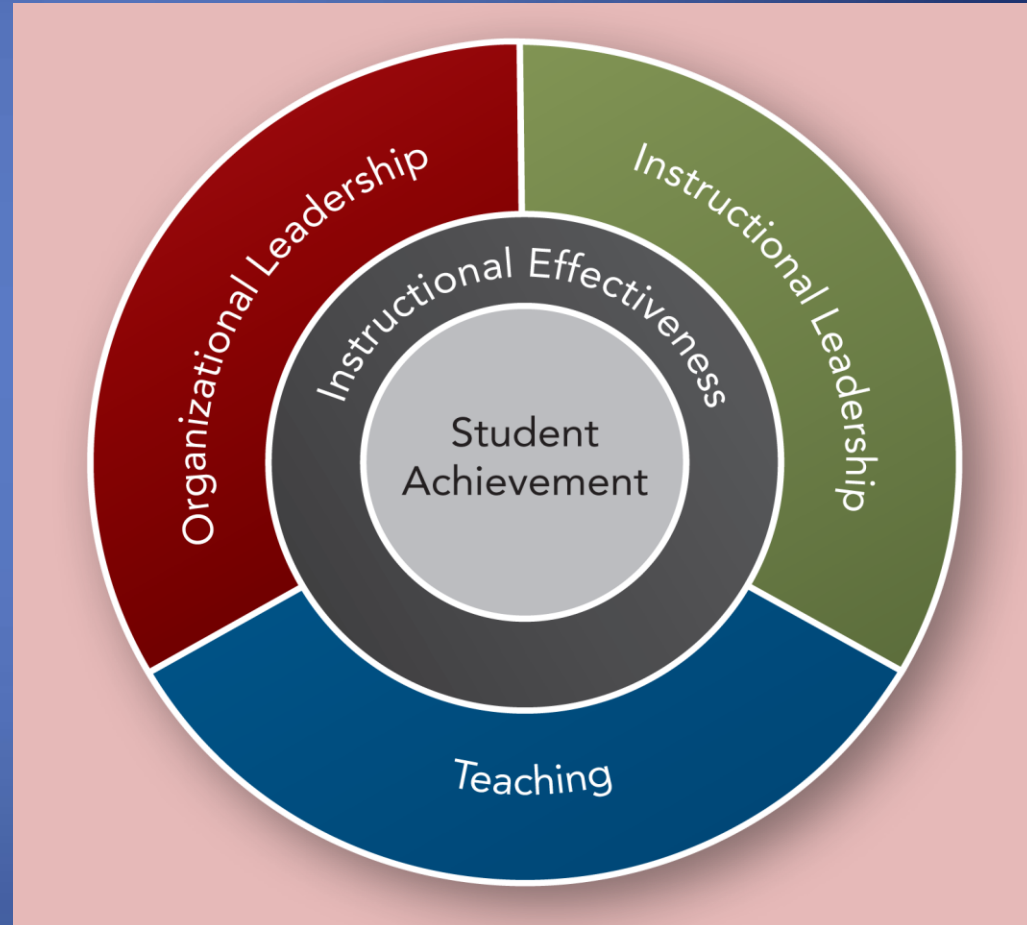 Organizational Leadership
Instructional Leadership
Instructional Effectiveness
Student
Achievement
Teaching